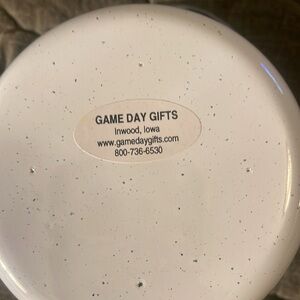 GAME DAY GIFTS
Inwood, Iowa
www.gamedaygifts.com
800-736-6530